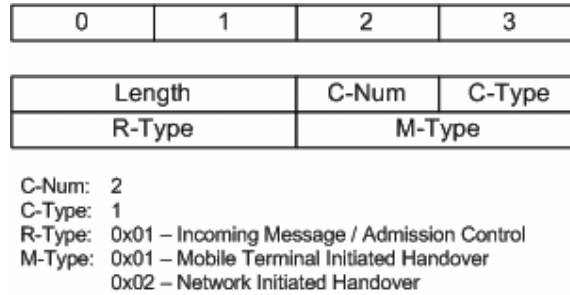 0 1 2 3
Length C-Num C-Type
R-Type M-Type
C-Num: 2
C-Type: 1
R-Type: 0x01 – Incoming Message / Admission Control
M-Type: 0x01 – Mobile Terminal Initiated Handover
0x02 – Network Initiated Handover